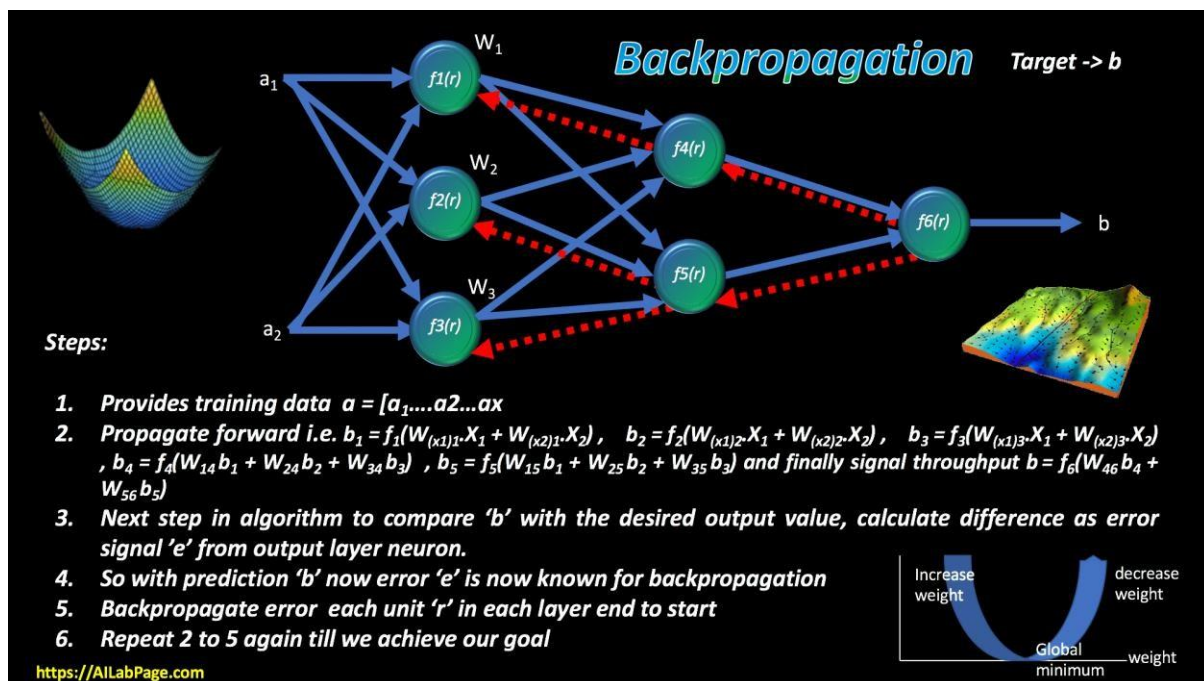 Backpropagation
Target -> b
W1
a1
f1(r)
f4(r)
W2
f2(r)
f6(r)
b
f5(r)
W3
a2
f3(r)
Steps:
1. Provides training data a = [a1....a2...ax
2. Propagate forward i.e. b1 = f1(W(x1)1.X1 + W(x2)1.X2) , b2 = f2(W(x1)2.X1 + W(x2)2.X2) , b3 = f3(W(x1)3.X1 + W(x2)3.X2)
, b4 = f4(W14 b1 + W24 b2 + W34 b3) , b5 = f5(W15 b1 + W25 b2 + W35 b3) and finally signal throughput b = f6(W46 b4 +
W56 b5)
3. Next step in algorithm to compare ‘b’ with the desired output value, calculate difference as error
signal ’e’ from output layer neuron.
4. So with prediction ‘b’ now error ‘e’ is now known for backpropagation
5. Backpropagate error each unit ‘r’ in each layer end to start
6. Repeat 2 to 5 again till we achieve our goal
Increase
weight
decrease
weight
Global
minimum
weight
https://AILabPage.com